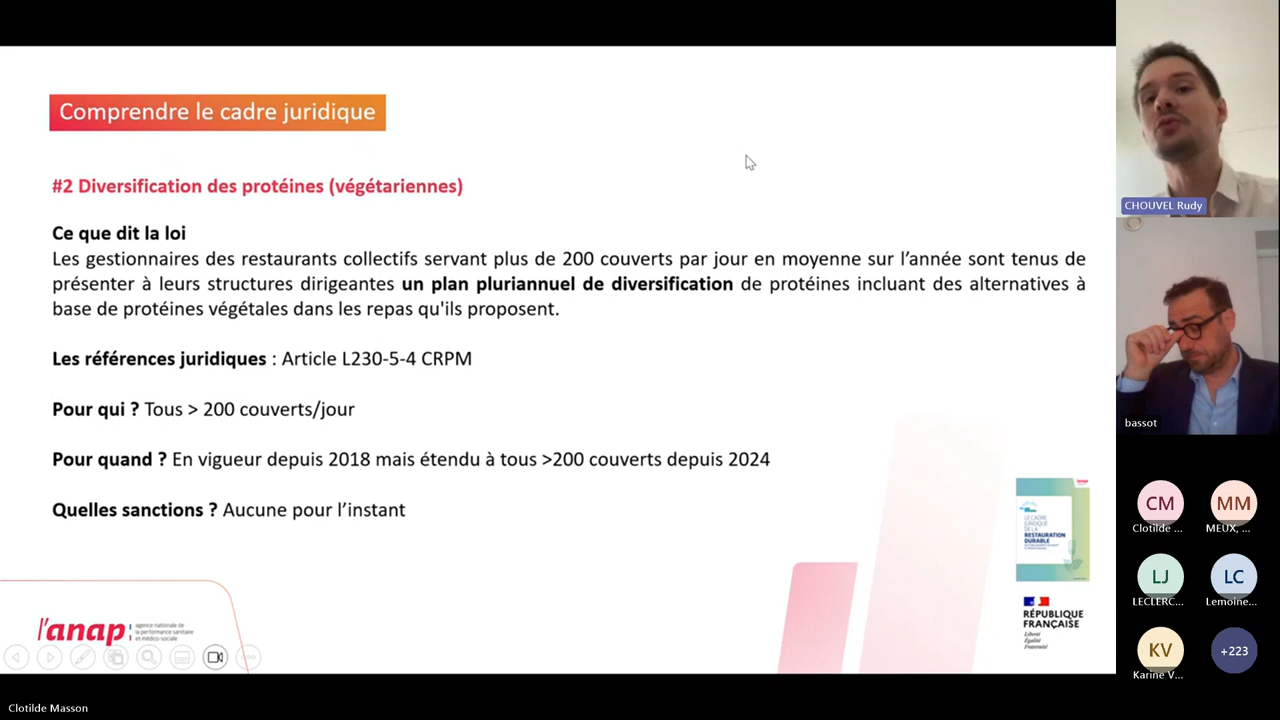 Comprendre le cadre juridique
#2 Diversification des protéines (végétariennes)
Ce que dit la loi
Les gestionnaires des restaurants collectifs servant plus de 200 couverts par jour en moyenne sur l’année sont tenus de
présenter à leurs structures dirigeantes un plan pluriannuel de diversification de protéines incluant des alternatives à
base de protéines végétales dans les repas qu'ils proposent.
Les références juridiques : Article L230-5-4 CRPM
Pour qui ? Tous > 200 couverts/jour
Pour quand ? En vigueur depuis 2018 mais étendu à tous >200 couverts depuis 2024
Quelles sanctions ? Aucune pour l’instant
l'anap
agence nationale de
la performance sanitaire
et médico-sociale
anap
LE CADRE
JURIDIQUE
DE LA
RESTAURATION
DURABLE
RÉPUBLIQUE
FRANÇAISE
Liberté
Égalité
Fraternité
CHOUVEL Rudy
bassot
CM
Clotilde ...
MM
MEUX, ...
LJ
LECLERC...
LC
Lemoine...
KV
Karine V...
+223
Clotilde Masson